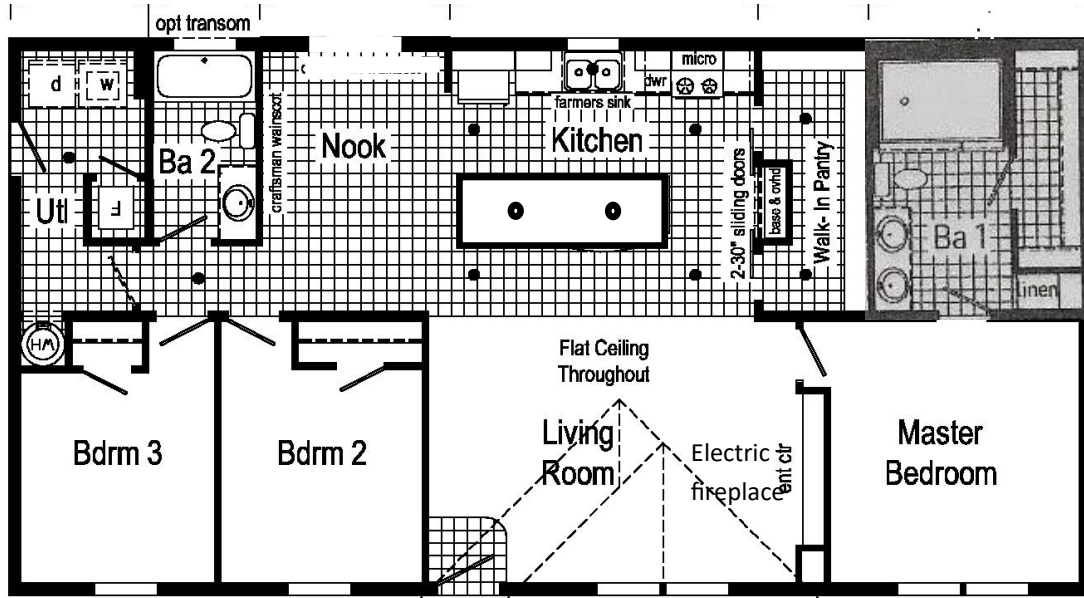 opt transom
d
w
Ba 2
craftsman wainscot
Nook
farmers sink
Kitchen
dwr
micro
2-30" sliding doors
base & ovhd
Walk- In Pantry
Ba 1
linen
Utl
F
HW
Flat Ceiling
Throughout
Bdrm 3
Bdrm 2
Living
Room
Electric
fireplace
ent ctr
Master
Bedroom